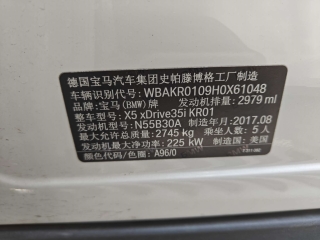 德国宝马汽车集团史帕滕博格工厂制造
车辆识别代号：WBAKR0109H0X61048
品牌：宝马(BMW)牌 发动机排量：2979 ml
整车型号：X5 xDrive35i KR01
发动机型号：N55B30A 制造年月：2017.08
最大允许总质量：2745 kg 乘坐人数：5 人
发动机最大净功率：225 kW 制造国：美国
颜色代码/色圈：A96/0